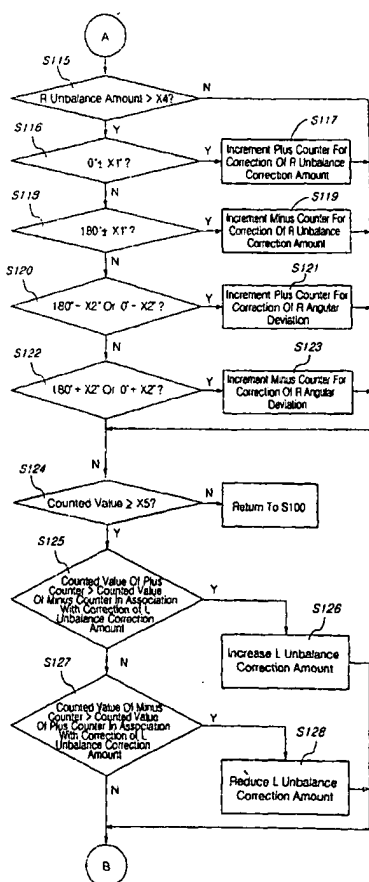 A
S115
R Unbalance Amount > X4?
N
Y
S116
0°± X1°?
Y
S117
Increment Plus Counter For
Correction Of R Unbalance
Correction Amount
N
S118
180°± X1°?
Y
S119
Increment Minus Counter For
Correction Of R Unbalance
Correction Amount
N
S120
180° − X2° Or 0° − X2°?
Y
S121
Increment Plus Counter For
Correction Of R Angular
Deviation
N
S122
180° + X2° Or 0° + X2°?
Y
S123
Increment Minus Counter For
Correction Of R Angular
Deviation
N
S124
Counted Value ≥ X5?
N
Return To S100
Y
S125
Counted Value Of Plus
Counter > Counted Value
Of Minus Counter In Association
With Correction of L
Unbalance Correction
Amount
Y
S126
Increase L Unbalance
Correction Amount
N
S127
Counted Value Of Minus
Counter > Counted Value
Of Plus Counter In Association
With Correction of L
Unbalance Correction
Amount
Y
S128
Reduce L Unbalance
Correction Amount
N
B